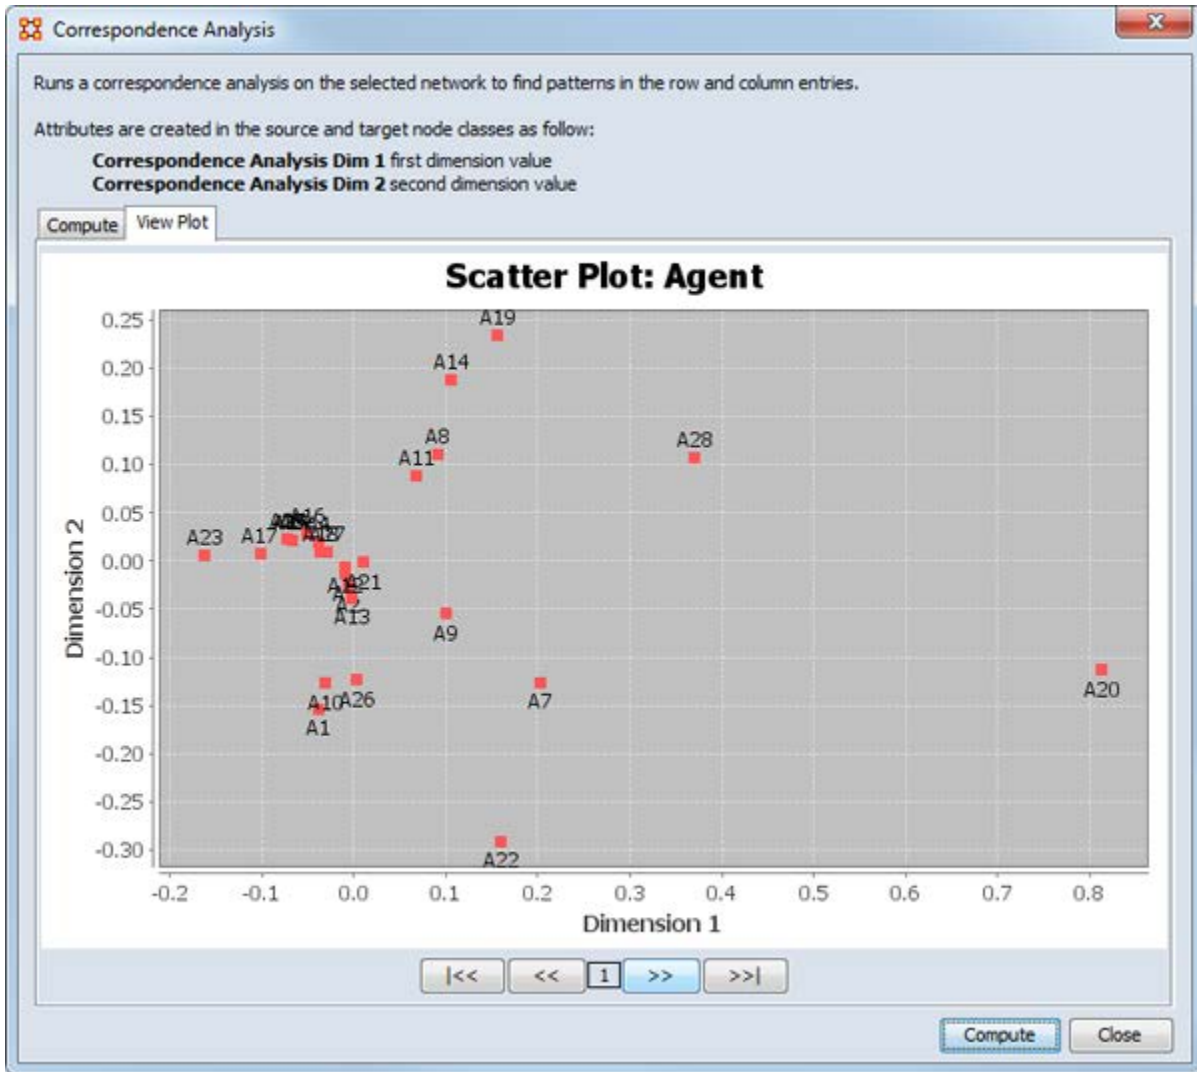 Correspondence Analysis
Runs a correspondence analysis on the selected network to find patterns in the row and column entries.
Attributes are created in the source and target node classes as follow:
Correspondence Analysis Dim 1 first dimension value
Correspondence Analysis Dim 2 second dimension value
Compute View Plot
Scatter Plot: Agent
0.25
A19
0.20
A14
0.15
A8
A28
0.10
A11
0.05
A16
A23
A17
0.00
A21
-0.05
A13
A9
-0.10
A20
-0.15
A10
A26
A7
A1
-0.20
-0.25
-0.30
A22
Dimension 2
-0.2 -0.1 0.0 0.1 0.2 0.3 0.4 0.5 0.6 0.7 0.8
Dimension 1
|<< << 1 >> >>|
Compute Close